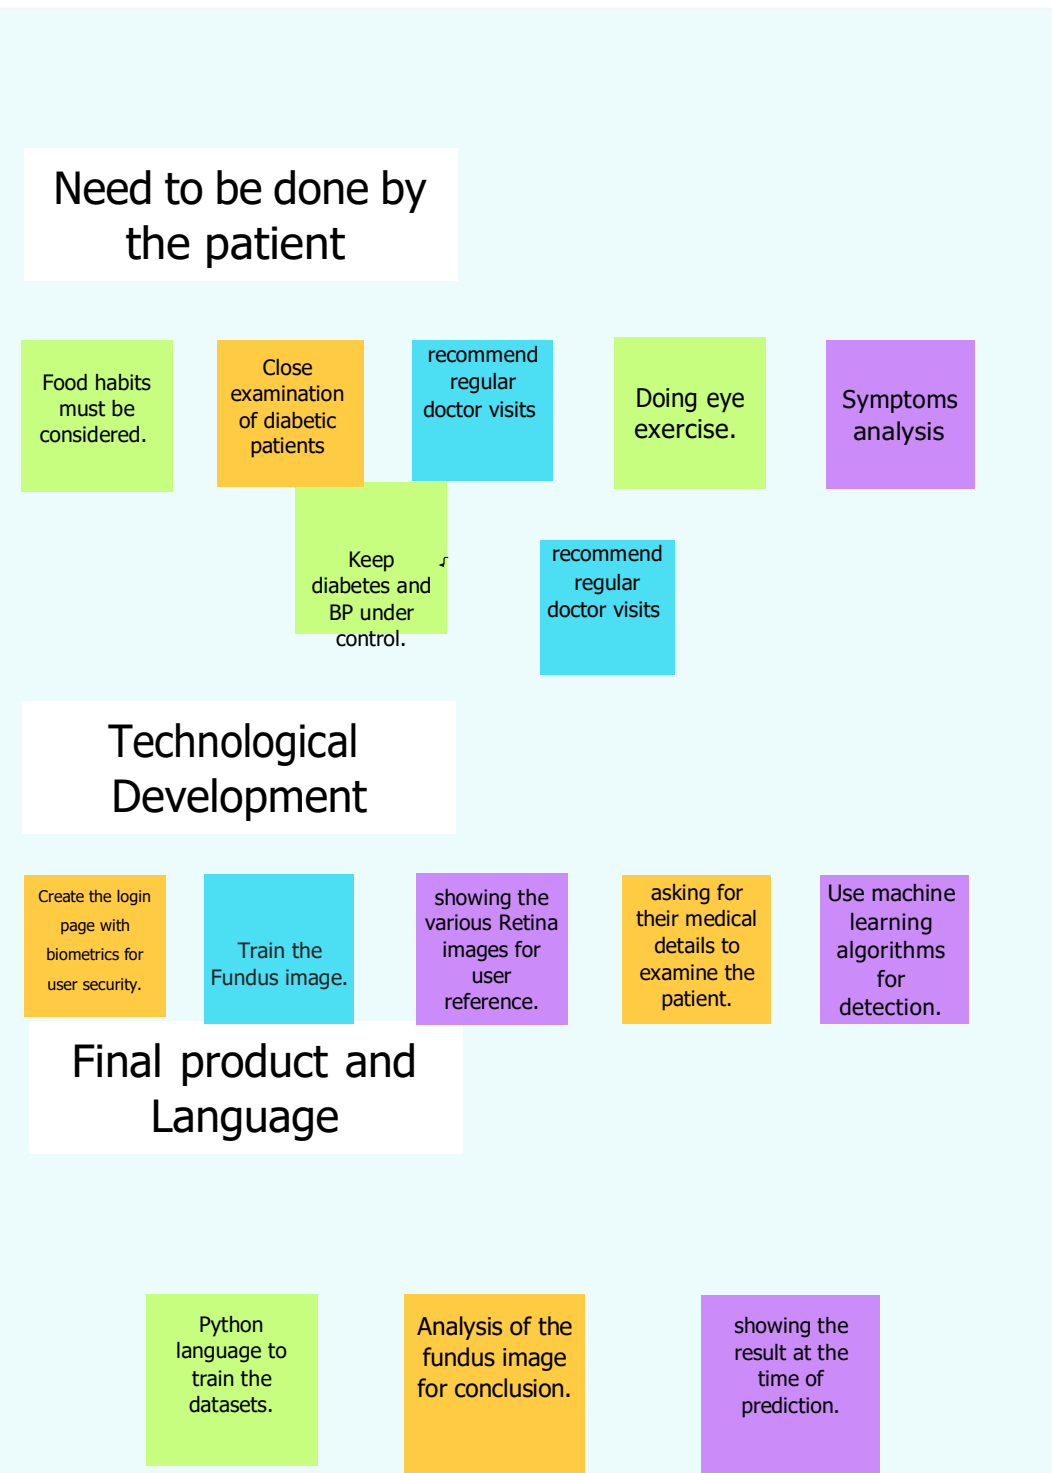 Need to be done by
the patient
Food habits
must be
considered.
Close
examination
of diabetic
patients
recommend
regular
doctor visits
Doing eye
exercise.
Symptoms
analysis
Keep
diabetes and
BP under
control.
recommend
regular
doctor visits
Technological
Development
Create the login
page with
biometrics for
user security.
Train the
Fundus image.
showing the
various Retina
images for
user
reference.
asking for
their medical
details to
examine the
patient.
Use machine
learning
algorithms
for
detection.
Final product and
Language
Python
language to
train the
datasets.
Analysis of the
fundus image
for conclusion.
showing the
result at the
time of
prediction.